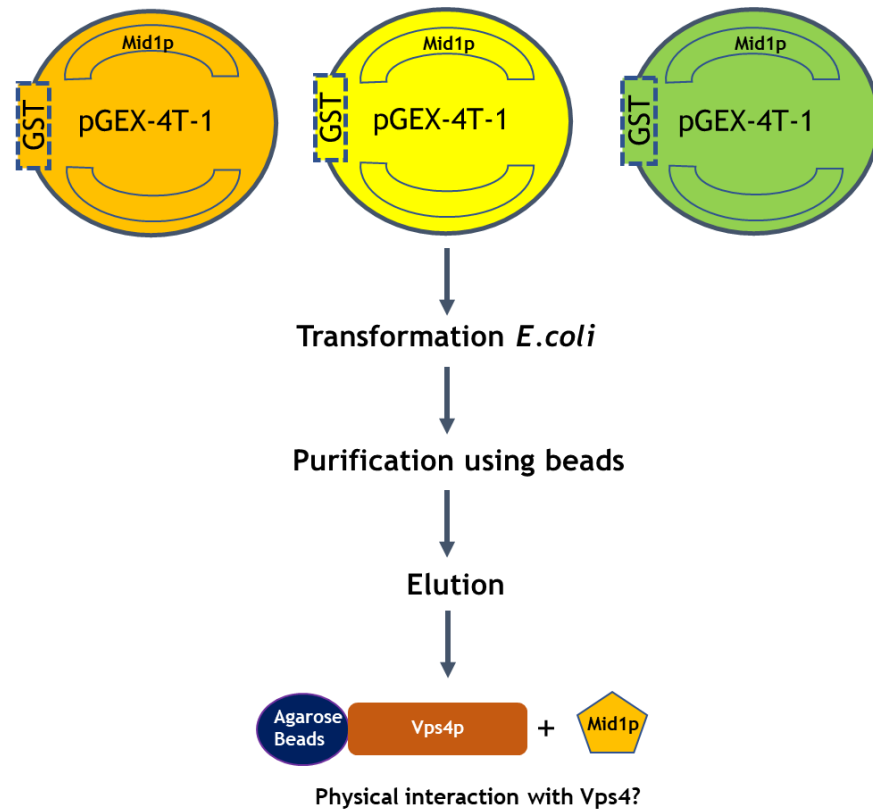 Mid1p
Mid1p
Mid1p
GST
pGEX-4T-1
GST
pGEX-4T-1
GST
pGEX-4T-1
Transformation E.coli
Purification using beads
Elution
Agarose
Beads
Vps4p
+
Mid1p
Physical interaction with Vps4?